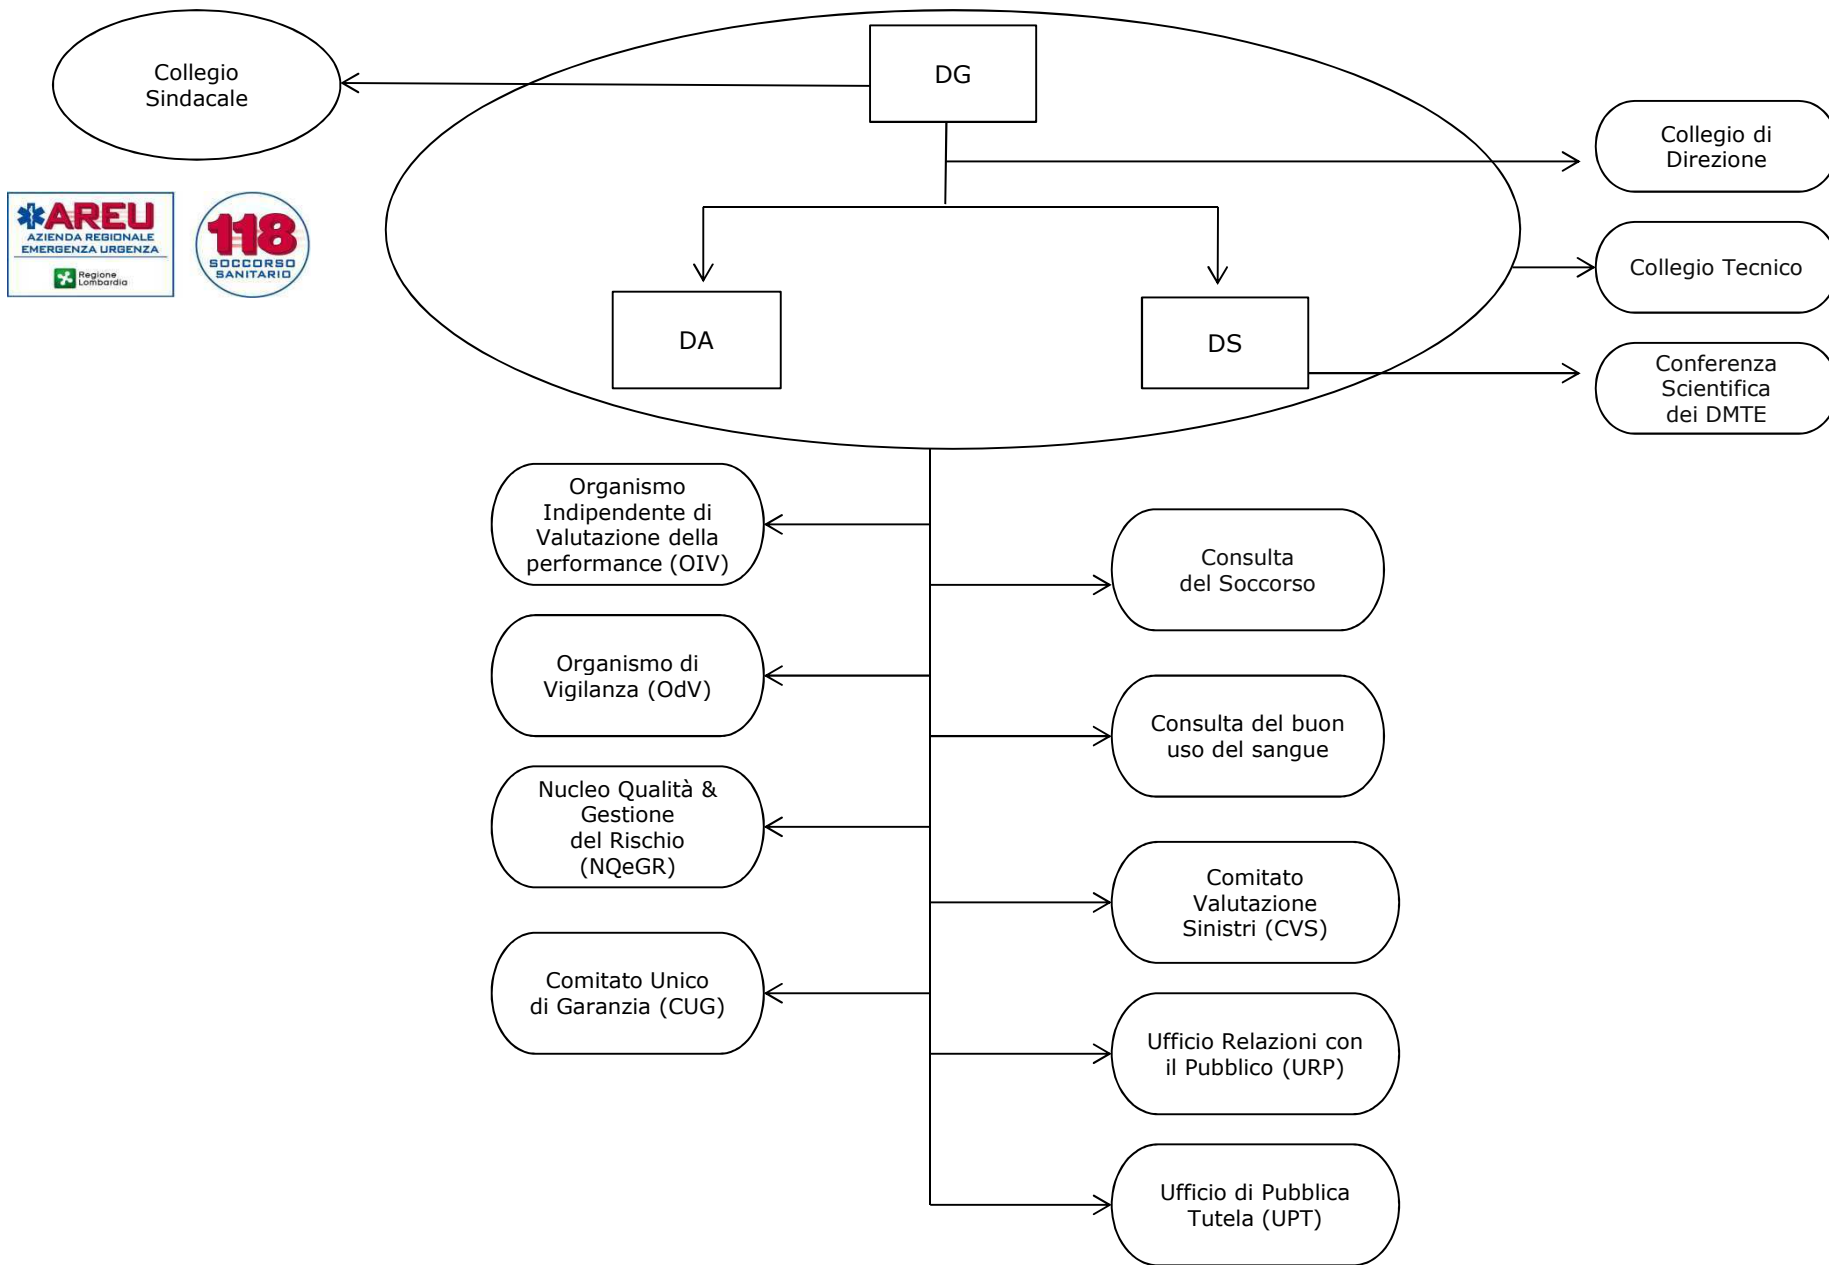 DG
Collegio
Sindacale
Collegio di
Direzione
AREU
AZIENDA REGIONALE
EMERGENZA URGENZA
Regione
Lombardia
118
SOCCORSO
SANITARIO
Collegio Tecnico
DA
DS
Conferenza
Scientifica
dei DMTE
Organismo
Indipendente di
Valutazione della
performance (OIV)
Consulta
del Soccorso
Organismo di
Vigilanza (OdV)
Consulta del buon
uso del sangue
Nucleo Qualità &
Gestione
del Rischio
(NQeGR)
Comitato
Valutazione
Sinistri (CVS)
Comitato Unico
di Garanzia (CUG)
Ufficio Relazioni con
il Pubblico (URP)
Ufficio di Pubblica
Tutela (UPT)